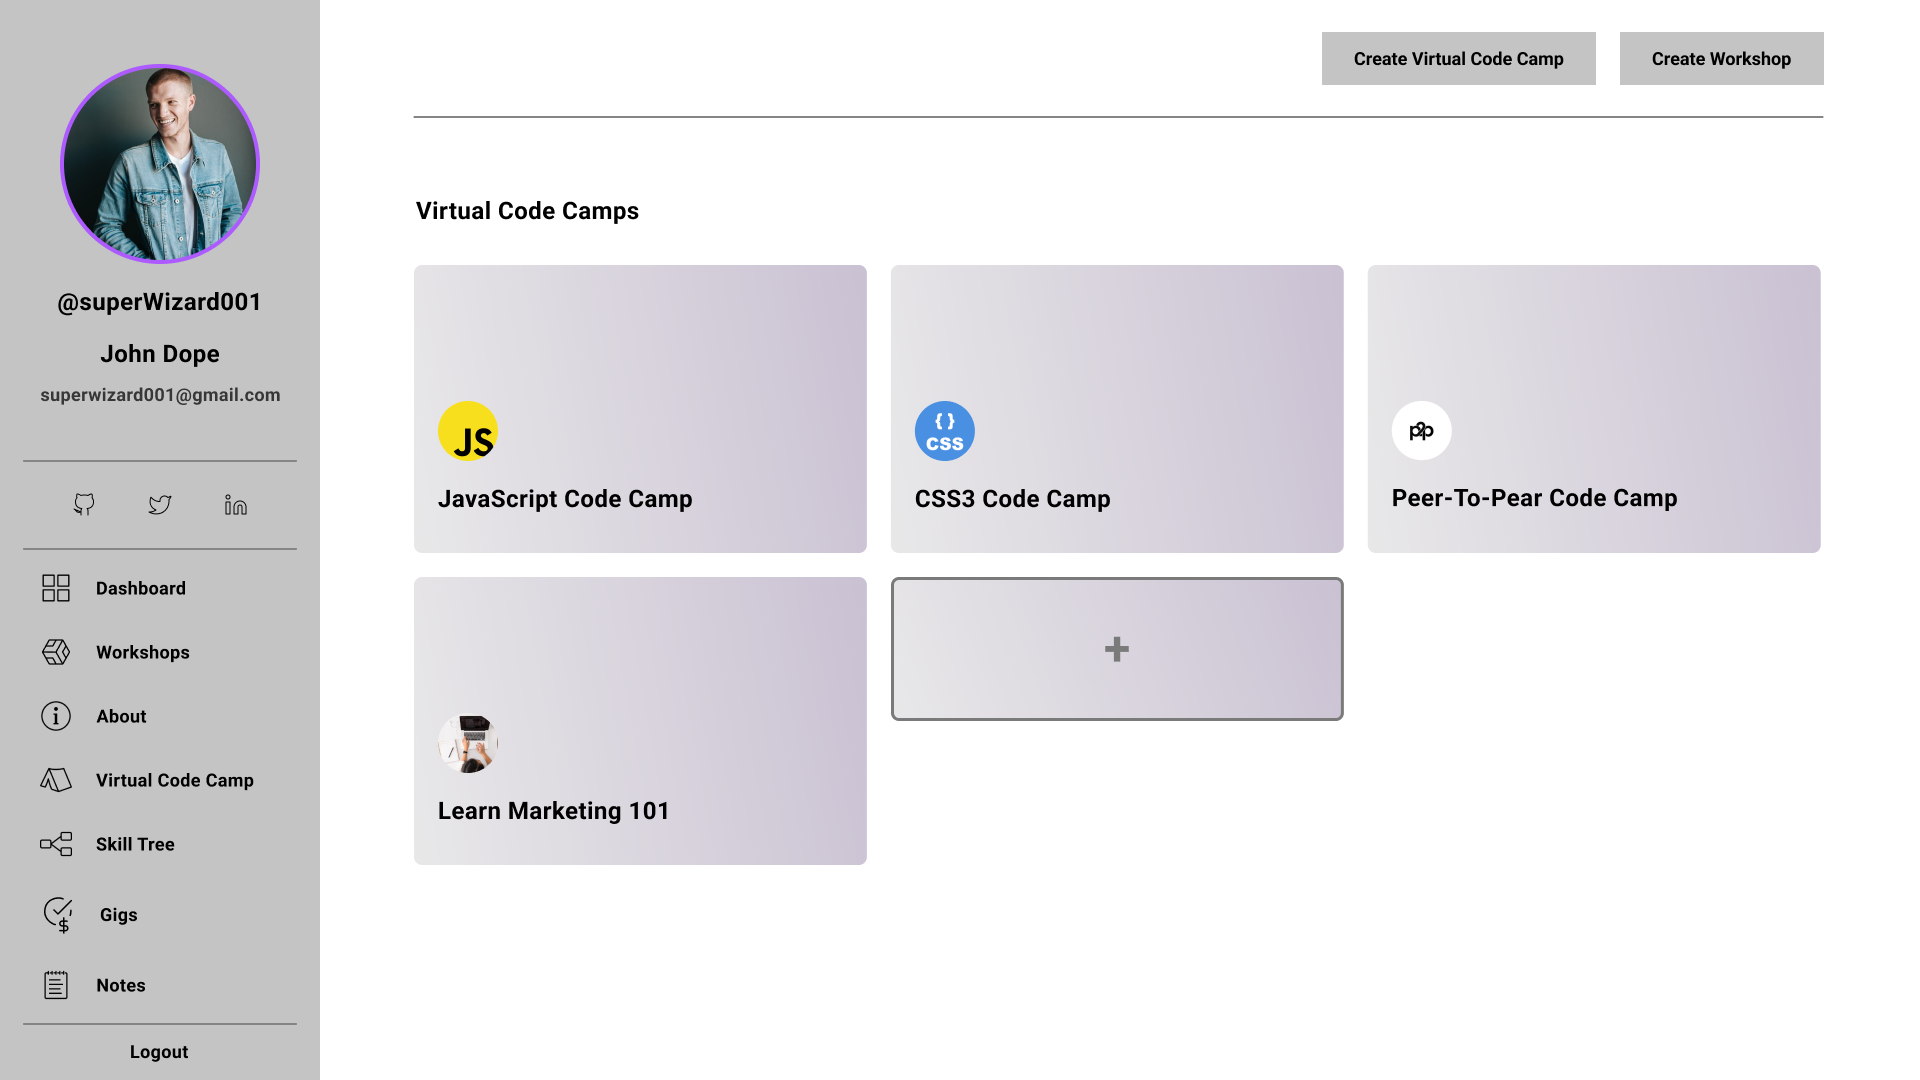 @superWizard001
John Dope
superwizard001@gmail.com
in
Dashboard
Workshops
About
Virtual Code Camp
Skill Tree
$
Gigs
Notes
Logout
Create Virtual Code Camp
Create Workshop
Virtual Code Camps
JS
JavaScript Code Camp
{ }
CSS
CSS3 Code Camp
p2p
Peer-To-Pear Code Camp
Learn Marketing 101
+